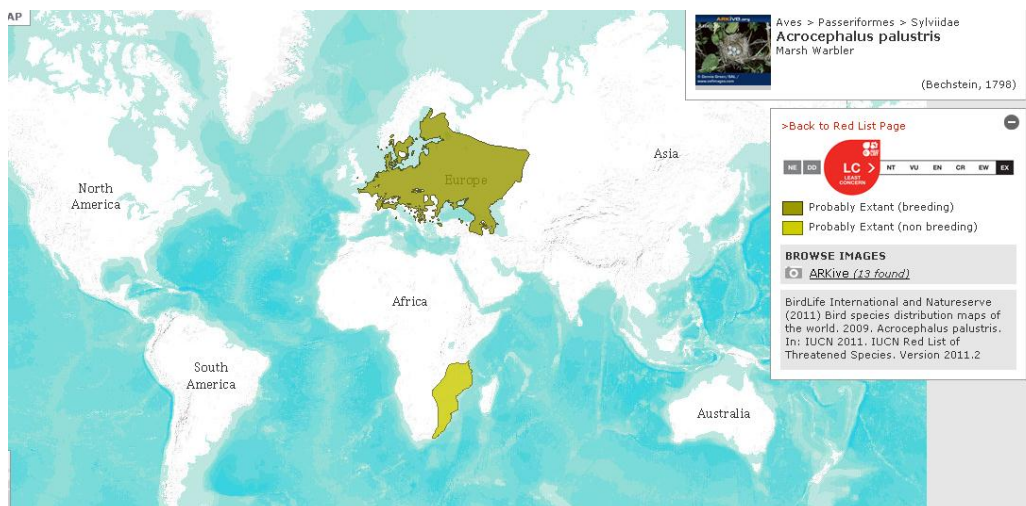 AP
Aves > Passeriformes > Sylviidae
Acrocephalus palustris
Marsh Warbler
(Bechstein, 1798)
ARKive.org
>Back to Red List Page
NE DD LC > NT VU EN CR EW EX
LEAST
CONCERN
Probably Extant (breeding)
Probably Extant (non breeding)
BROWSE IMAGES
ARKive (13 found)
BirdLife International and Natureserve
(2011) Bird species distribution maps of
the world. 2009. Acrocephalus palustris.
In: IUCN 2011. IUCN Red List of
Threatened Species. Version 2011.2
North
America
Europe
Asia
Africa
South
America
Australia